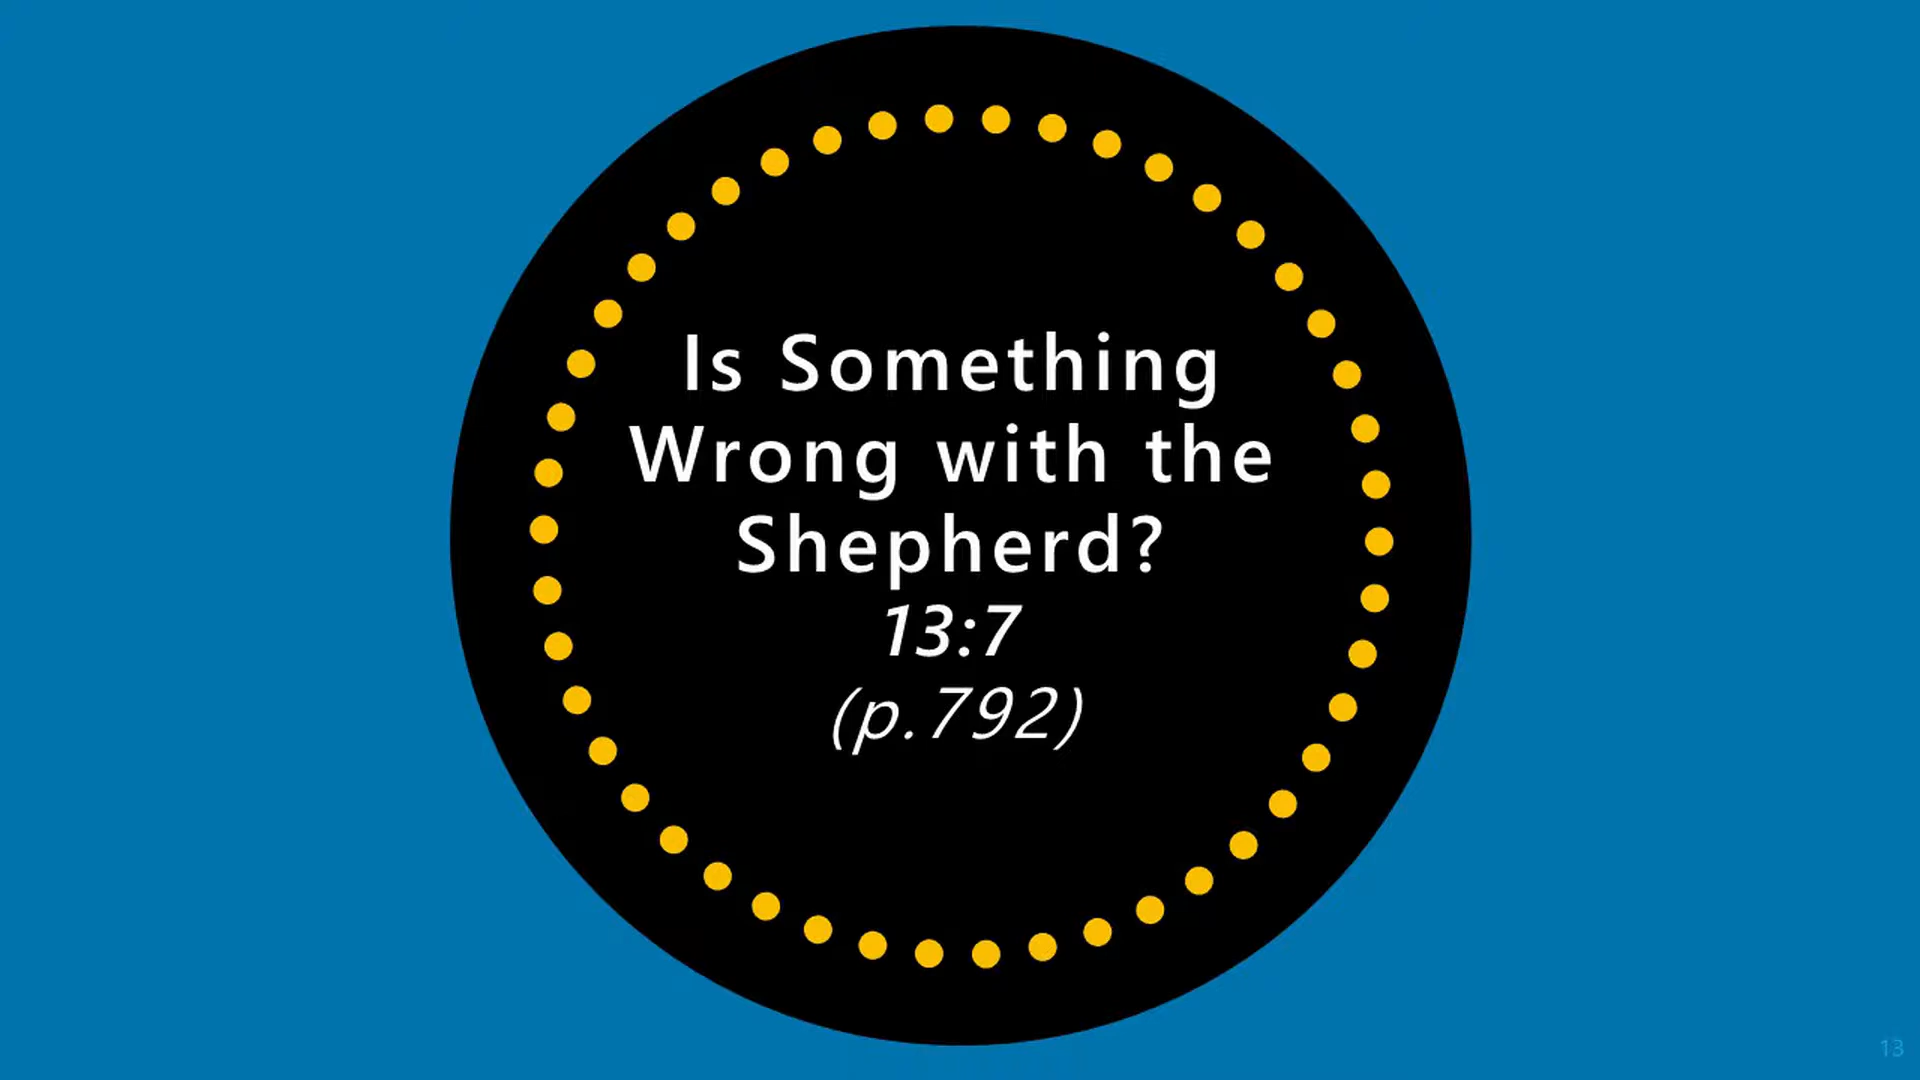 Is Something
Wrong with the
Shepherd?
13:7
(p.792)
13